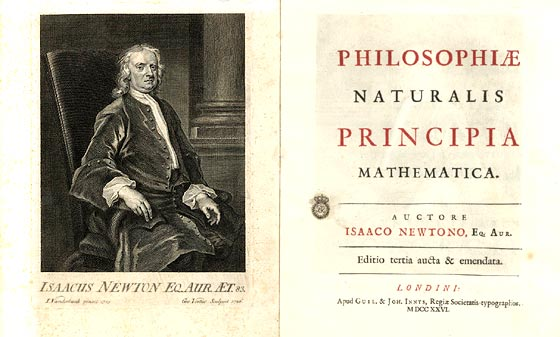 ISAACUS NEWTON EQ. AUR. ÆT. 83.
I. Vanderbank pinxit 1725 Geo. Vertue Sculpsit 1726
PHILOSOPHIÆ
NATURALIS
PRINCIPIA
MATHEMATICA.
AUCTORE
ISAACO NEWTONO, EQ. AUR.
Editio tertia aucta & emendata.
LONDINI:
Apud GUIL. & JOH. INNYS, Regiæ Societatis typographos.
MDCCXXVI.